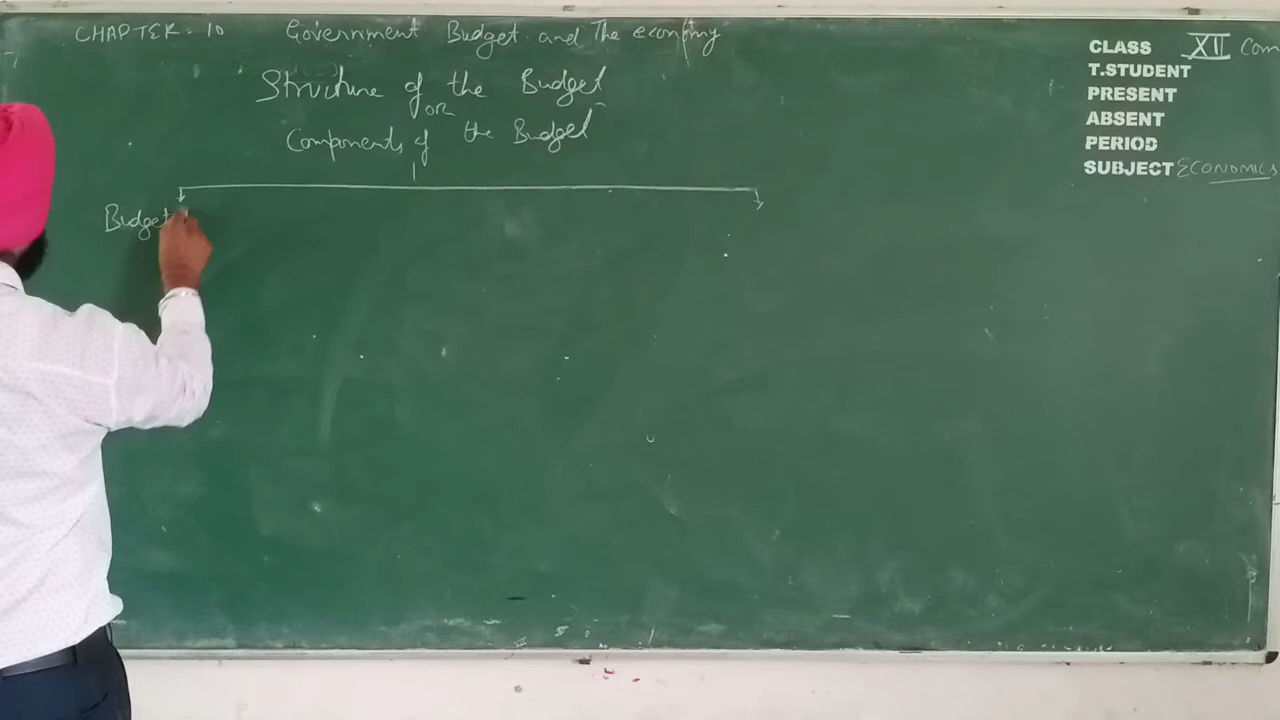 CHAPTER - 10 Government Budget and The economy
Structure of the Budget
OR
Components of the Budget
Budget
CLASS XII Com
T.STUDENT
PRESENT
ABSENT
PERIOD
SUBJECT ECONOMICS